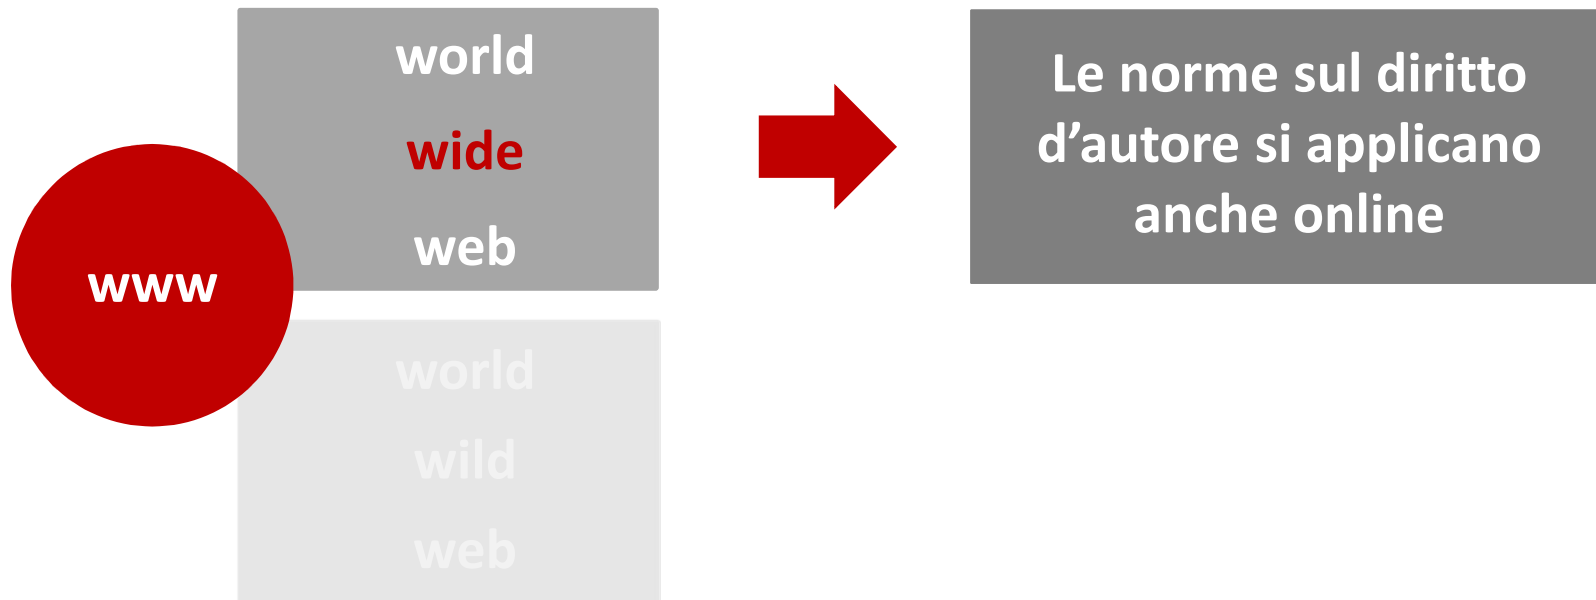 www
world
wide
web
world
wild
web
Le norme sul diritto
d’autore si applicano
anche online